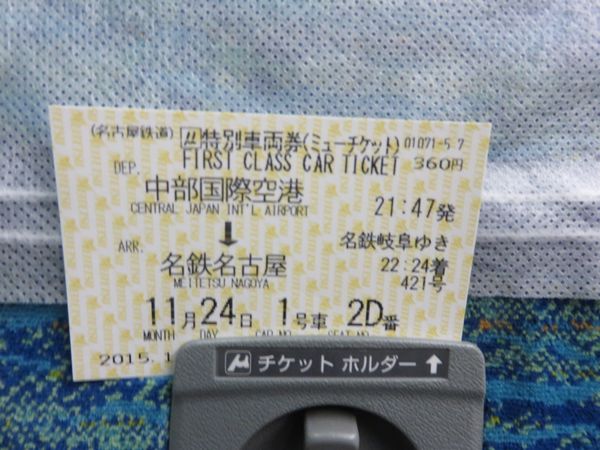 (名古屋鉄道) μ特別車両券(ミューチケット) 01071-57
DEP. FIRST CLASS CAR TICKET 360円
中部国際空港 21:47発
CENTRAL JAPAN INT'L AIRPORT
ARR. ↓ 名鉄岐阜ゆき
名鉄名古屋 22:24着
MEITETSU NAGOYA 421号
11月24日 1号車 2D番
MONTH DAY CAR NO. SEAT NO.
2015.1
μ チケット ホルダー ↑